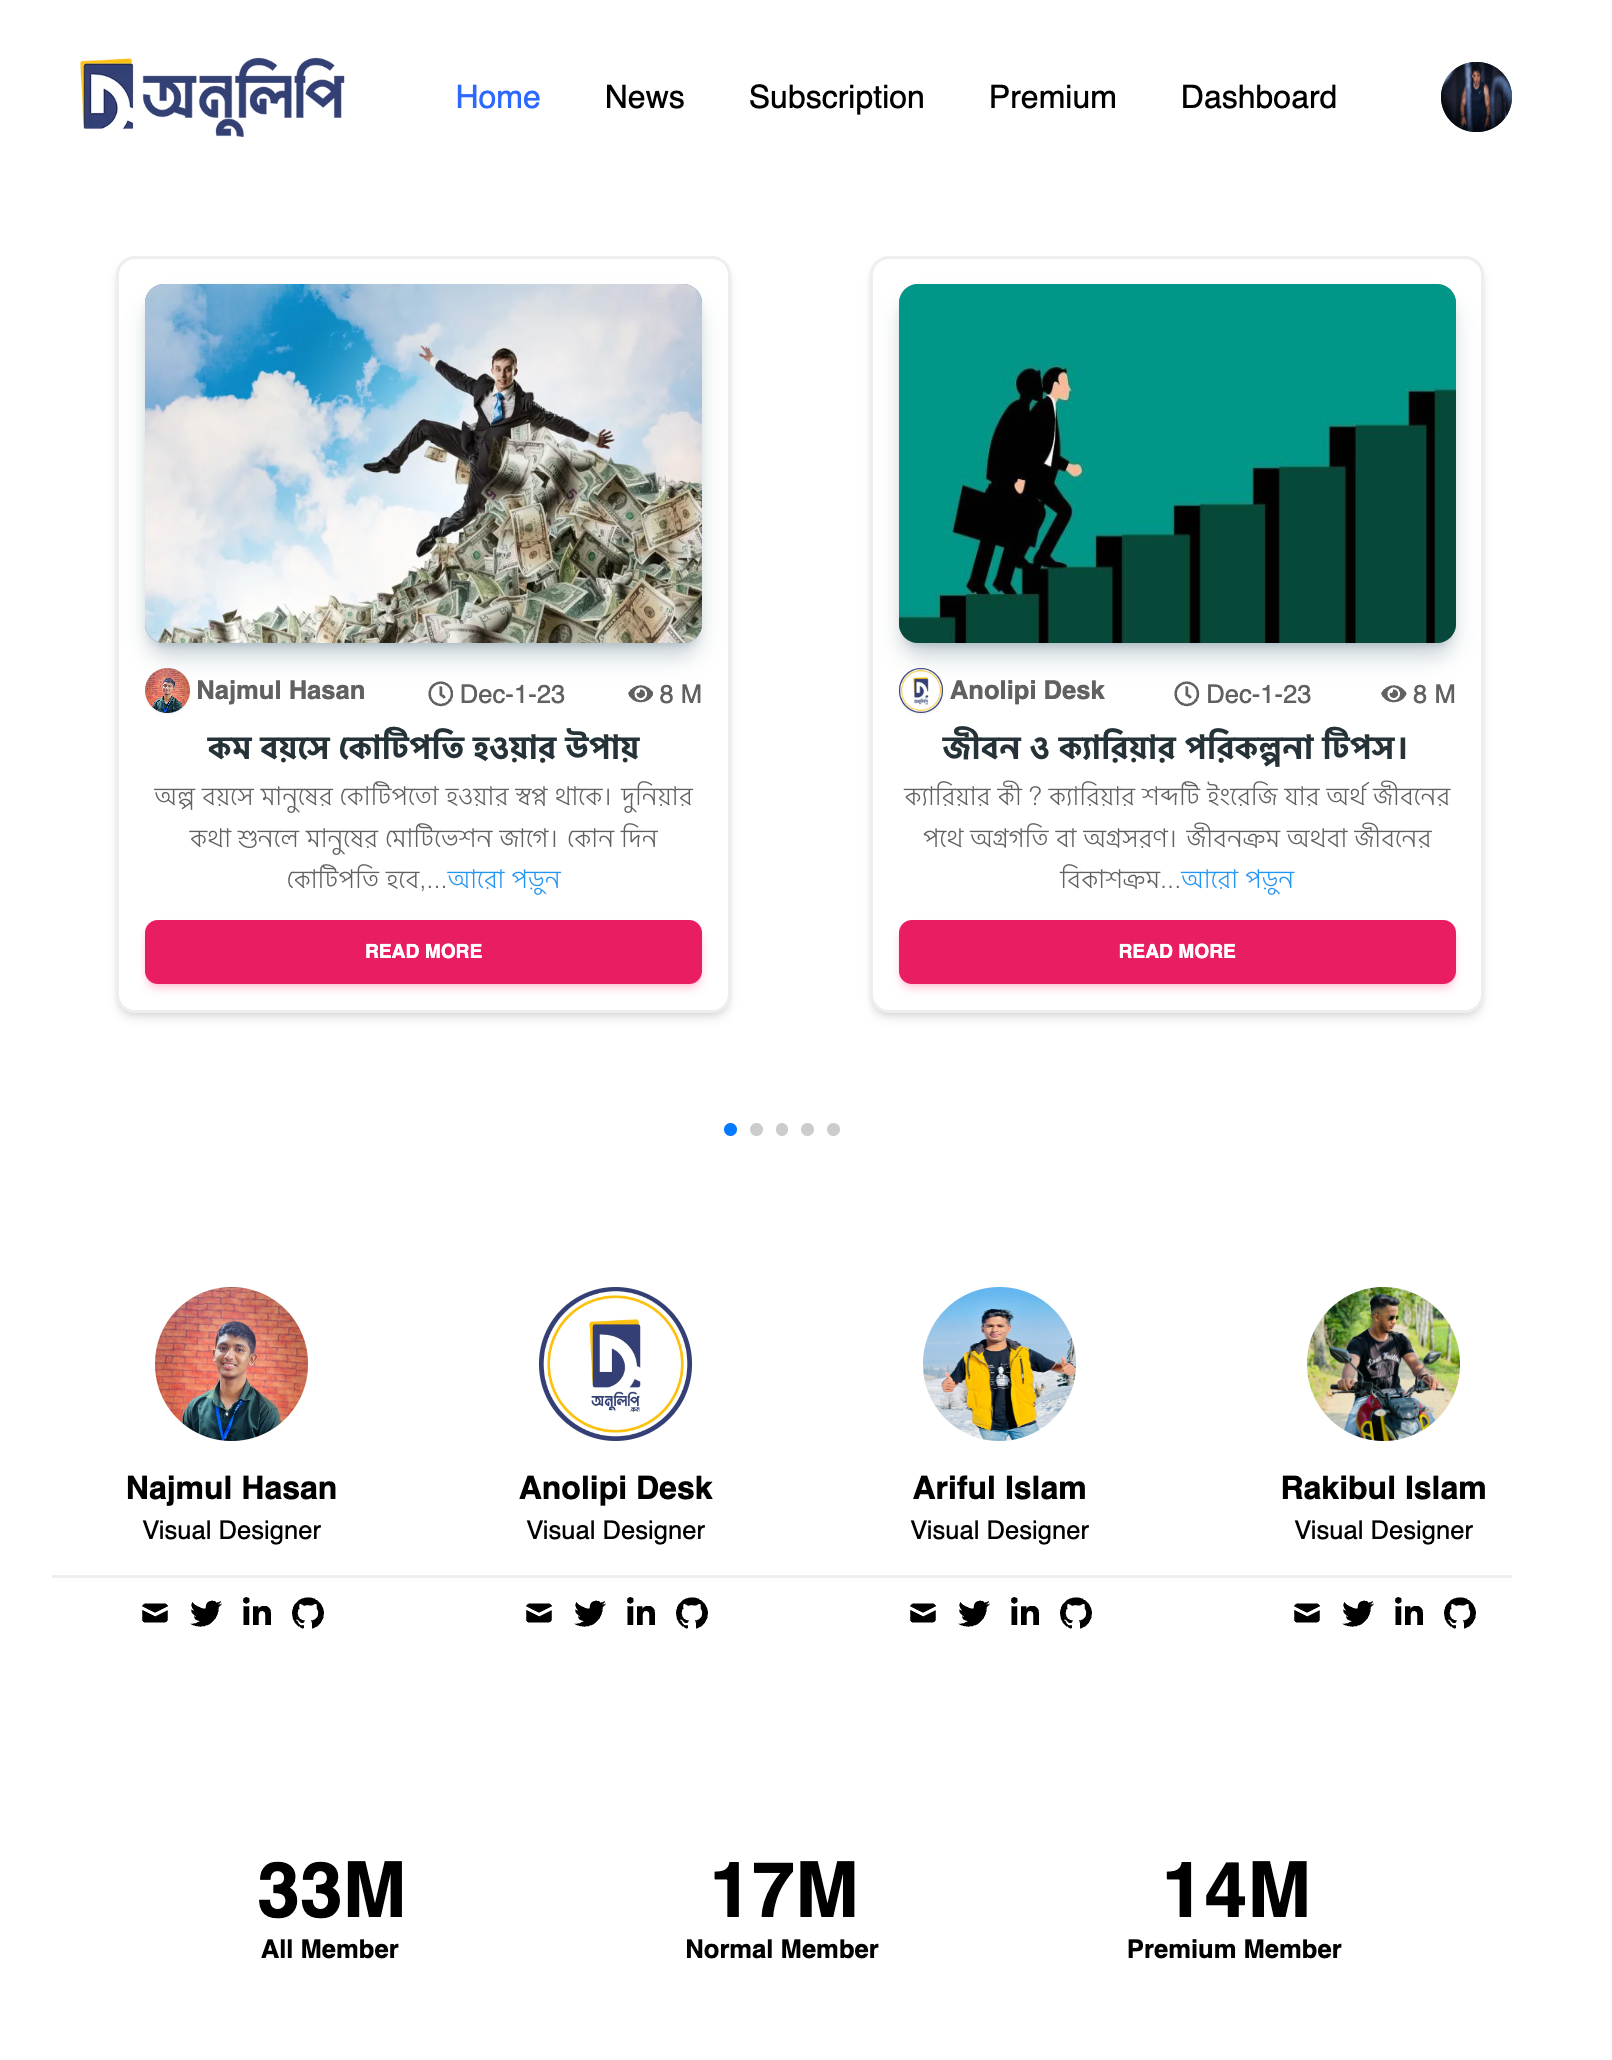 অনুলিপি
Home
News
Subscription
Premium
Dashboard
Najmul Hasan
Dec-1-23
8 M
কম বয়সে কোটিপতি হওয়ার উপায়
অল্প বয়সে মানুষের কোটিপতো হওয়ার স্বপ্ন থাকে। দুনিয়ার
কথা শুনলে মানুষের মোটিভেশন জাগে। কোন দিন
কোটিপতি হবে,...আরো পড়ুন
READ MORE
Anolipi Desk
Dec-1-23
8 M
জীবন ও ক্যারিয়ার পরিকল্পনা টিপস।
ক্যারিয়ার কী ? ক্যারিয়ার শব্দটি ইংরেজি যার অর্থ জীবনের
পথে অগ্রগতি বা অগ্রসরণ। জীবনক্রম অথবা জীবনের
বিকাশক্রম...আরো পড়ুন
READ MORE
অনুলিপি
Najmul Hasan
Visual Designer
Anolipi Desk
Visual Designer
Ariful Islam
Visual Designer
Rakibul Islam
Visual Designer
33M
All Member
17M
Normal Member
14M
Premium Member